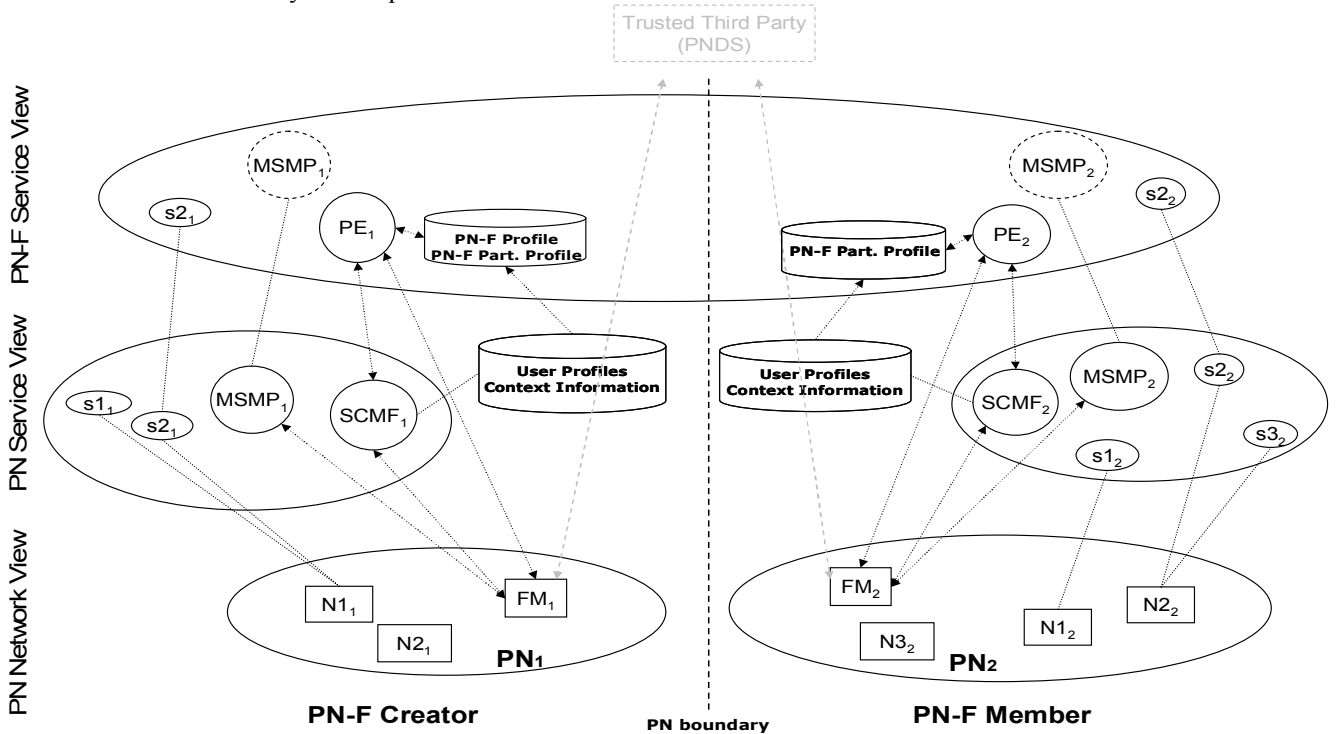 Trusted Third Party
(PNDS)
PN-F Service View
MSMP₁
MSMP₂
s2₁
s2₂
PE₁
PE₂
PN-F Profile
PN-F Part. Profile
PN-F Part. Profile
PN Service View
User Profiles
Context Information
User Profiles
Context Information
s1₁
s2₁
MSMP₁
SCMF₁
SCMF₂
MSMP₂
s2₂
s1₂
s3₂
PN Network View
N1₁
N2₁
FM₁
PN₁
FM₂
N3₂
N1₂
N2₂
PN₂
PN-F Creator
PN boundary
PN-F Member